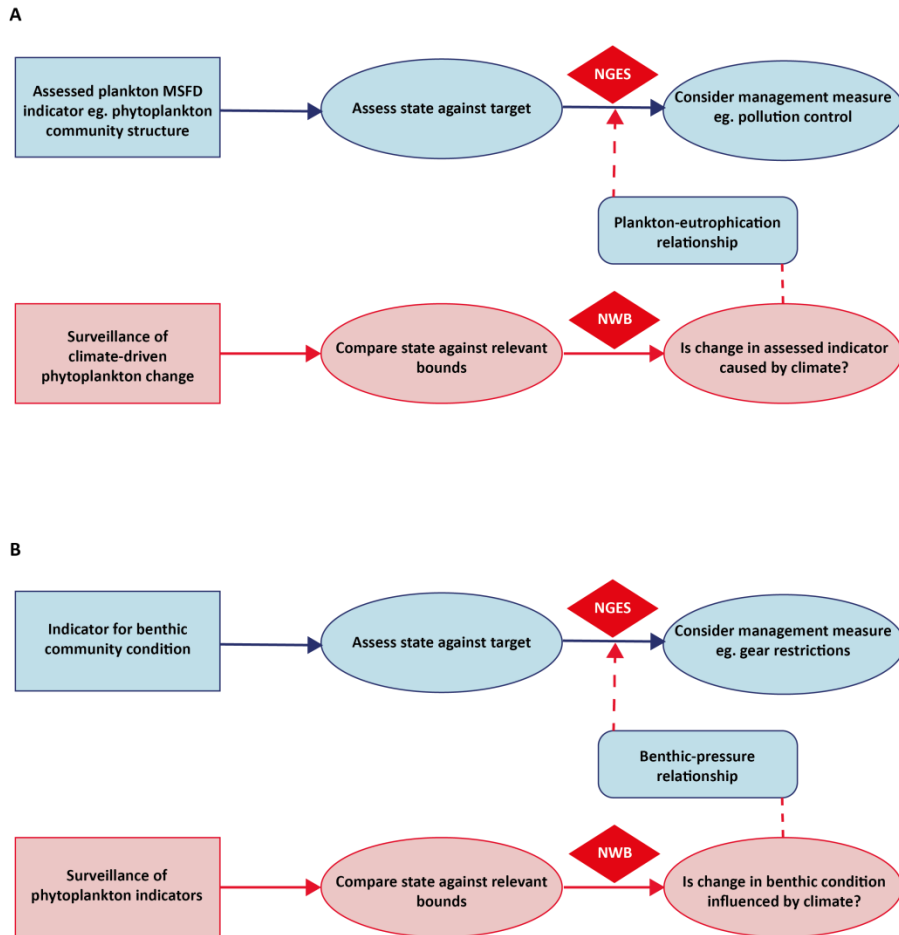 A
Assessed plankton MSFD
indicator eg. phytoplankton
community structure
Assess state against target
NGES
Consider management measure
eg. pollution control
Plankton-eutrophication
relationship
Surveillance of
climate-driven
phytoplankton change
Compare state against relevant
bounds
NWB
Is change in assessed indicator
caused by climate?
B
Indicator for benthic
community condition
Assess state against target
NGES
Consider management measure
eg. gear restrictions
Benthic-pressure
relationship
Surveillance of
phytoplankton indicators
Compare state against relevant
bounds
NWB
Is change in benthic condition
influenced by climate?